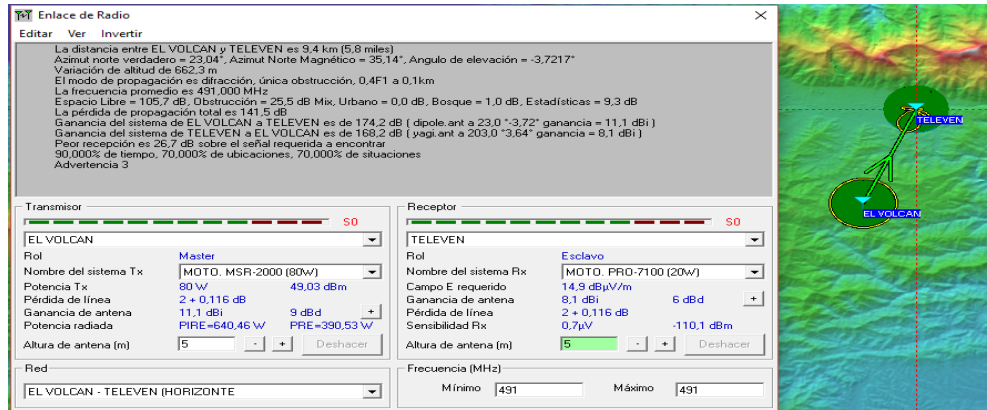 Enlace de Radio
Editar Ver Invertir
La distancia entre EL VOLCAN y TELEVEN es 9,4 km (5,8 miles)
Azimut norte verdadero = 23,04°, Azimut Norte Magnético = 35,14°, Angulo de elevación = -3,7217°
Variación de altitud de 662,3 m
El modo de propagación es difracción, única obstrucción, 0,4F1 a 0,1km
La frecuencia promedio es 491,000 MHz
Espacio Libre = 105,7 dB, Obstrucción = 25,5 dB Mix, Urbano = 0,0 dB, Bosque = 1,0 dB, Estadísticas = 9,3 dB
La pérdida de propagación total es 141,5 dB
Ganancia del sistema de EL VOLCAN a TELEVEN es de 174,2 dB ( dipole.ant a 23,0 °-3,72° ganancia = 11,1 dBi )
Ganancia del sistema de TELEVEN a EL VOLCAN es de 168,2 dB ( yagi.ant a 203,0 °3,64° ganancia = 8,1 dBi )
Peor recepción es 26,7 dB sobre el señal requerida a encontrar
90,000% de tiempo, 70,000% de ubicaciones, 70,000% de situaciones
Advertencia 3
Transmisor
S0
EL VOLCAN
Rol Master
Nombre del sistema Tx MOTO. MSR-2000 (80W)
Potencia Tx 80 W 49,03 dBm
Pérdida de línea 2 + 0,116 dB
Ganancia de antena 11,1 dBi 9 dBd +
Potencia radiada PIRE=640,46 W PRE=390,53 W
Altura de antena (m) 5 - + Deshacer
Receptor
S0
TELEVEN
Rol Esclavo
Nombre del sistema Rx MOTO. PRO-7100 (20W)
Campo E requerido 14,9 dBµV/m
Ganancia de antena 8,1 dBi 6 dBd +
Pérdida de línea 2 + 0,116 dB
Sensibilidad Rx 0,7µV -110,1 dBm
Altura de antena (m) 5 - + Deshacer
Red
EL VOLCAN - TELEVEN (HORIZONTE
Frecuencia (MHz)
Mínimo 491 Máximo 491
TELEVEN
EL VOLCAN